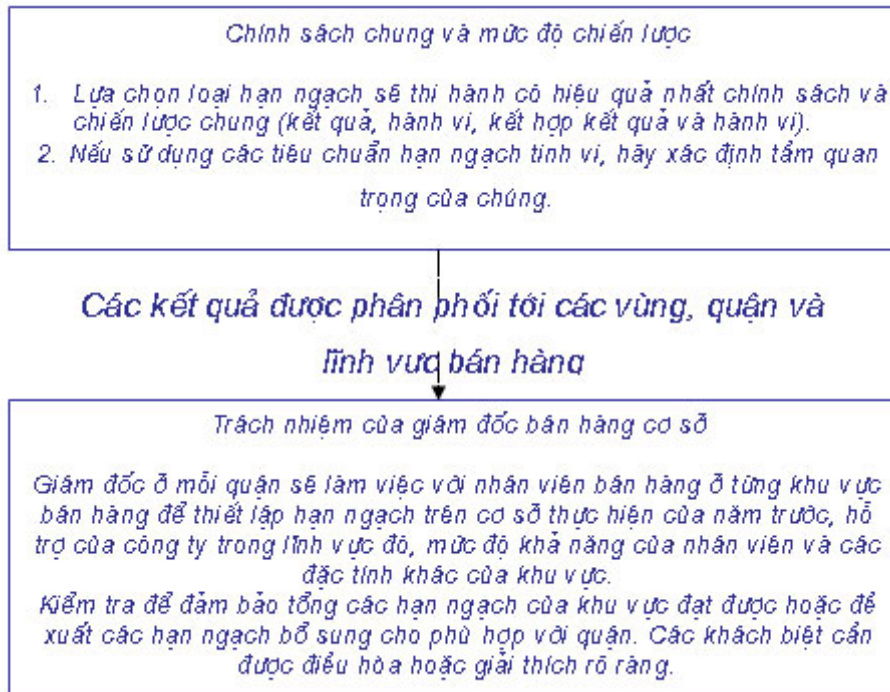 Chính sách chung và mức độ chiến lược
1. Lựa chọn loại hạn ngạch sẽ thi hành có hiệu quả nhất chính sách và
chiến lược chung (kết quả, hành vi, kết hợp kết quả và hành vi).
2. Nếu sử dụng các tiêu chuẩn hạn ngạch tinh vi, hãy xác định tầm quan
trọng của chúng.
Các kết quả được phân phối tới các vùng, quận và
lĩnh vực bán hàng
Trách nhiệm của giám đốc bán hàng cơ sở
Giám đốc ở mỗi quận sẽ làm việc với nhân viên bán hàng ở từng khu vực
bán hàng để thiết lập hạn ngạch trên cơ sở thực hiện của năm trước, hỗ
trợ của công ty trong lĩnh vực đó, mức độ khả năng của nhân viên và các
đặc tính khác của khu vực.
Kiểm tra để đảm bảo tổng các hạn ngạch của khu vực đạt được hoặc đề
xuất các hạn ngạch bổ sung cho phù hợp với quận. Các khách biệt cần
được điều hòa hoặc giải thích rõ ràng.